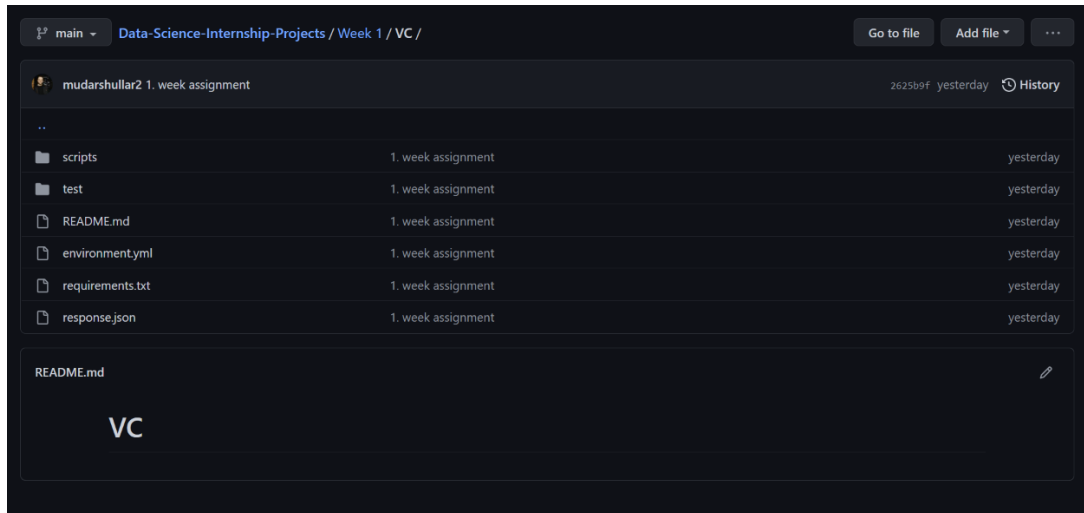 main Data-Science-Internship-Projects / Week 1 / VC / Go to file Add file ...
mudarshullar2 1. week assignment 2625b9f yesterday History
..
scripts 1. week assignment yesterday
test 1. week assignment yesterday
README.md 1. week assignment yesterday
environment.yml 1. week assignment yesterday
requirements.txt 1. week assignment yesterday
response.json 1. week assignment yesterday
README.md
VC